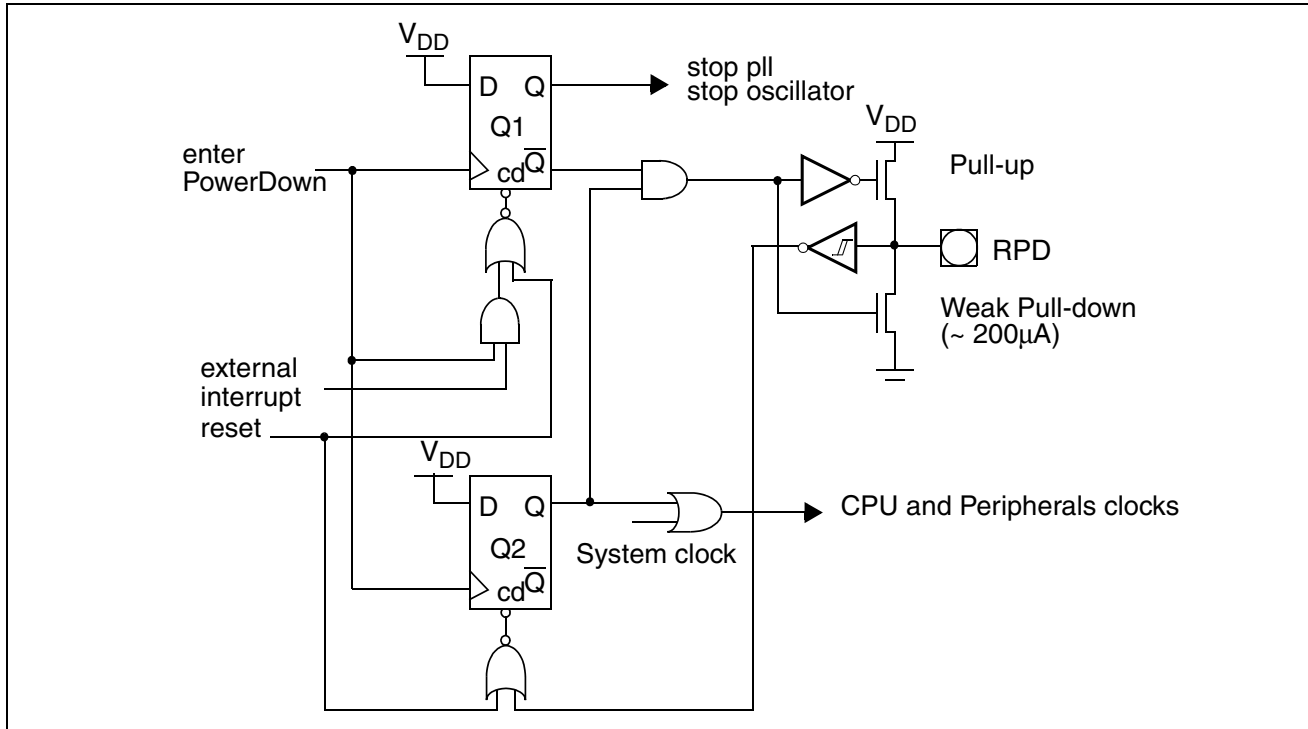 VDD
D Q
Q1
cd Q̅
stop pll
stop oscillator
enter
PowerDown
VDD
Pull-up
RPD
Weak Pull-down
(~ 200µA)
external
interrupt
reset
VDD
D Q
Q2
cd Q̅
System clock
CPU and Peripherals clocks